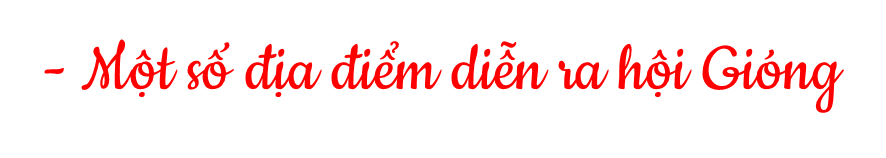 - Một số địa điểm diễn ra hội Gióng